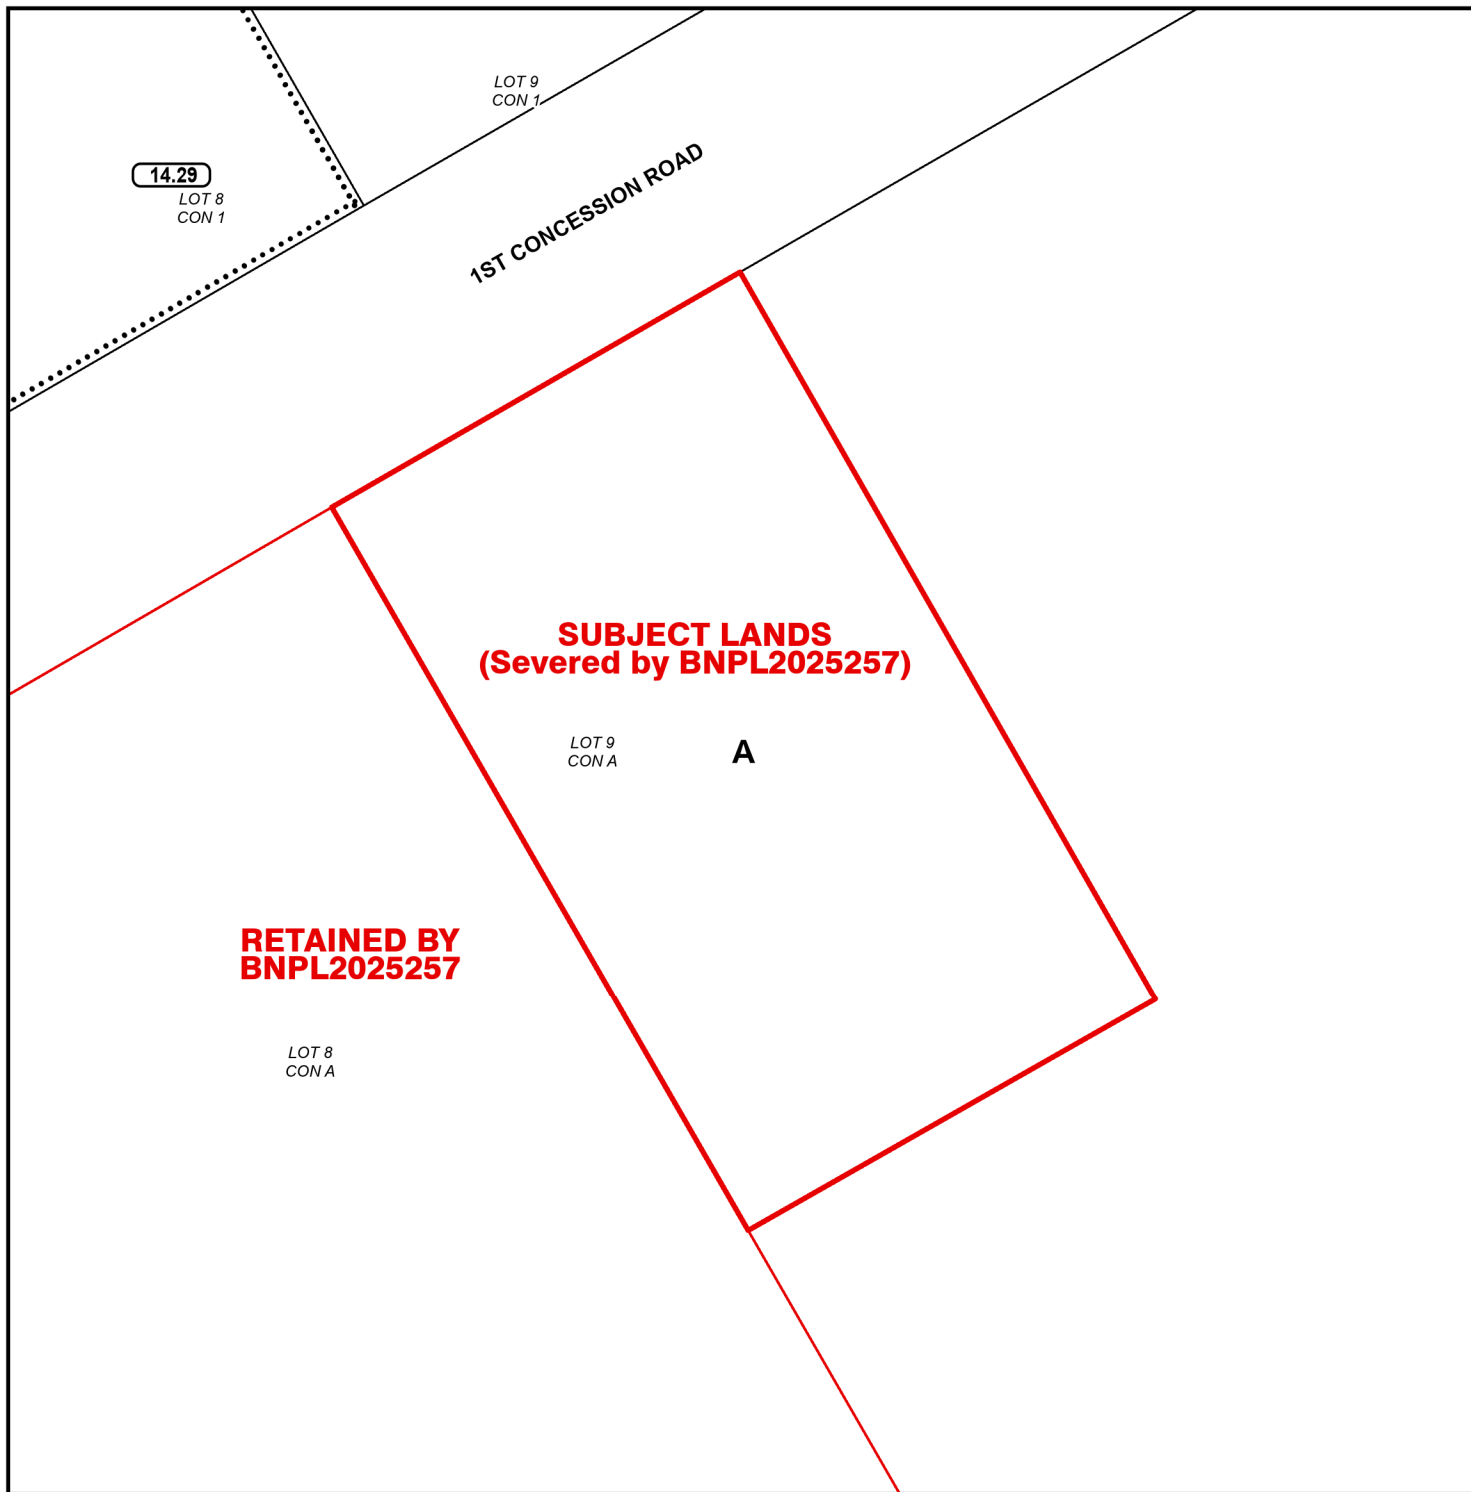 LOT 9
CON 1
14.29
LOT 8
CON 1
1ST CONCESSION ROAD
SUBJECT LANDS
(Severed by BNPL2025257)
LOT 9
CON A
A
RETAINED BY
BNPL2025257
LOT 8
CON A